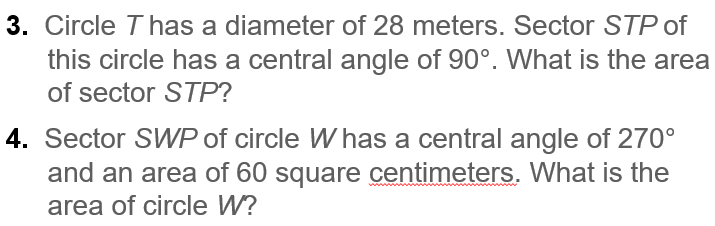 3. Circle T has a diameter of 28 meters. Sector STP of
this circle has a central angle of 90°. What is the area
of sector STP?
4. Sector SWP of circle W has a central angle of 270°
and an area of 60 square centimeters. What is the
area of circle W?